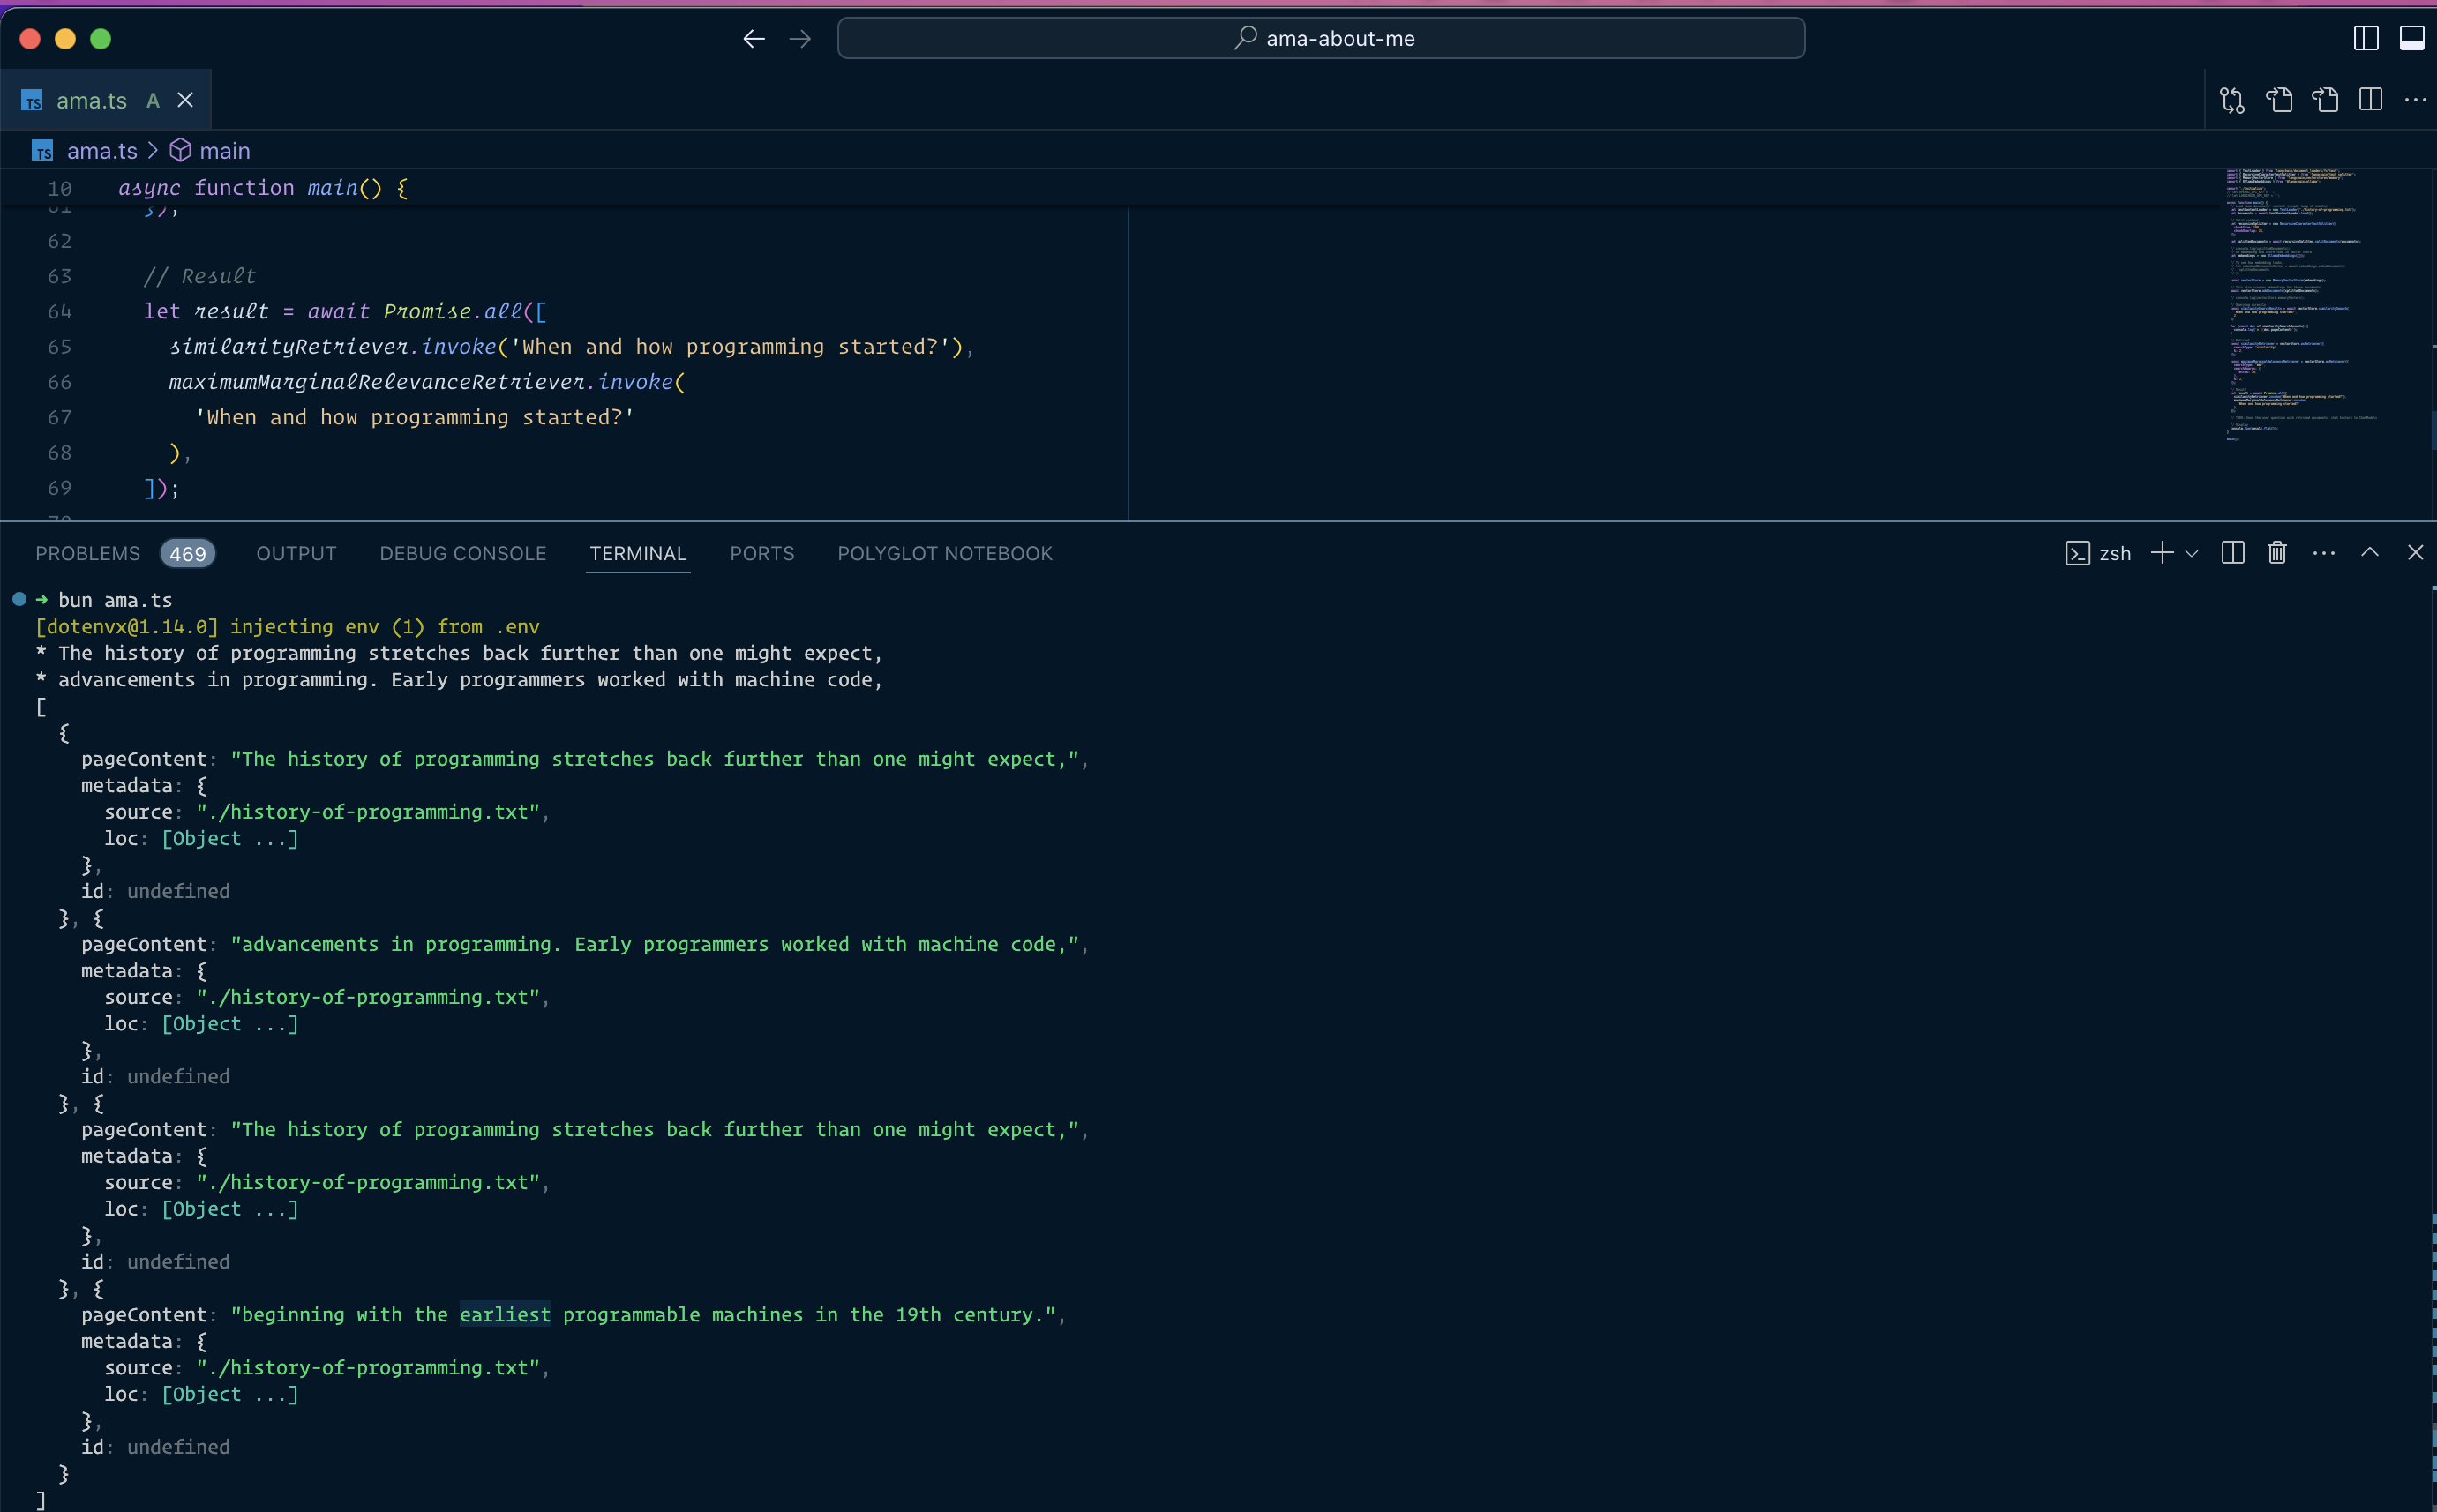 ama-about-me
TS ama.ts A
TS ama.ts > main
10 async function main() {
61 });
62
63 // Result
64 let result = await Promise.all([
65 similarityRetriever.invoke('When and how programming started?'),
66 maximumMarginalRelevanceRetriever.invoke(
67 'When and how programming started?'
68 ),
69 ]);
70
PROBLEMS 469 OUTPUT DEBUG CONSOLE TERMINAL PORTS POLYGLOT NOTEBOOK zsh
→ bun ama.ts
[dotenvx@1.14.0] injecting env (1) from .env
* The history of programming stretches back further than one might expect,
* advancements in programming. Early programmers worked with machine code,
[
{
pageContent: "The history of programming stretches back further than one might expect,",
metadata: {
source: "./history-of-programming.txt",
loc: [Object ...]
},
id: undefined
}, {
pageContent: "advancements in programming. Early programmers worked with machine code,",
metadata: {
source: "./history-of-programming.txt",
loc: [Object ...]
},
id: undefined
}, {
pageContent: "The history of programming stretches back further than one might expect,",
metadata: {
source: "./history-of-programming.txt",
loc: [Object ...]
},
id: undefined
}, {
pageContent: "beginning with the earliest programmable machines in the 19th century.",
metadata: {
source: "./history-of-programming.txt",
loc: [Object ...]
},
id: undefined
}
]